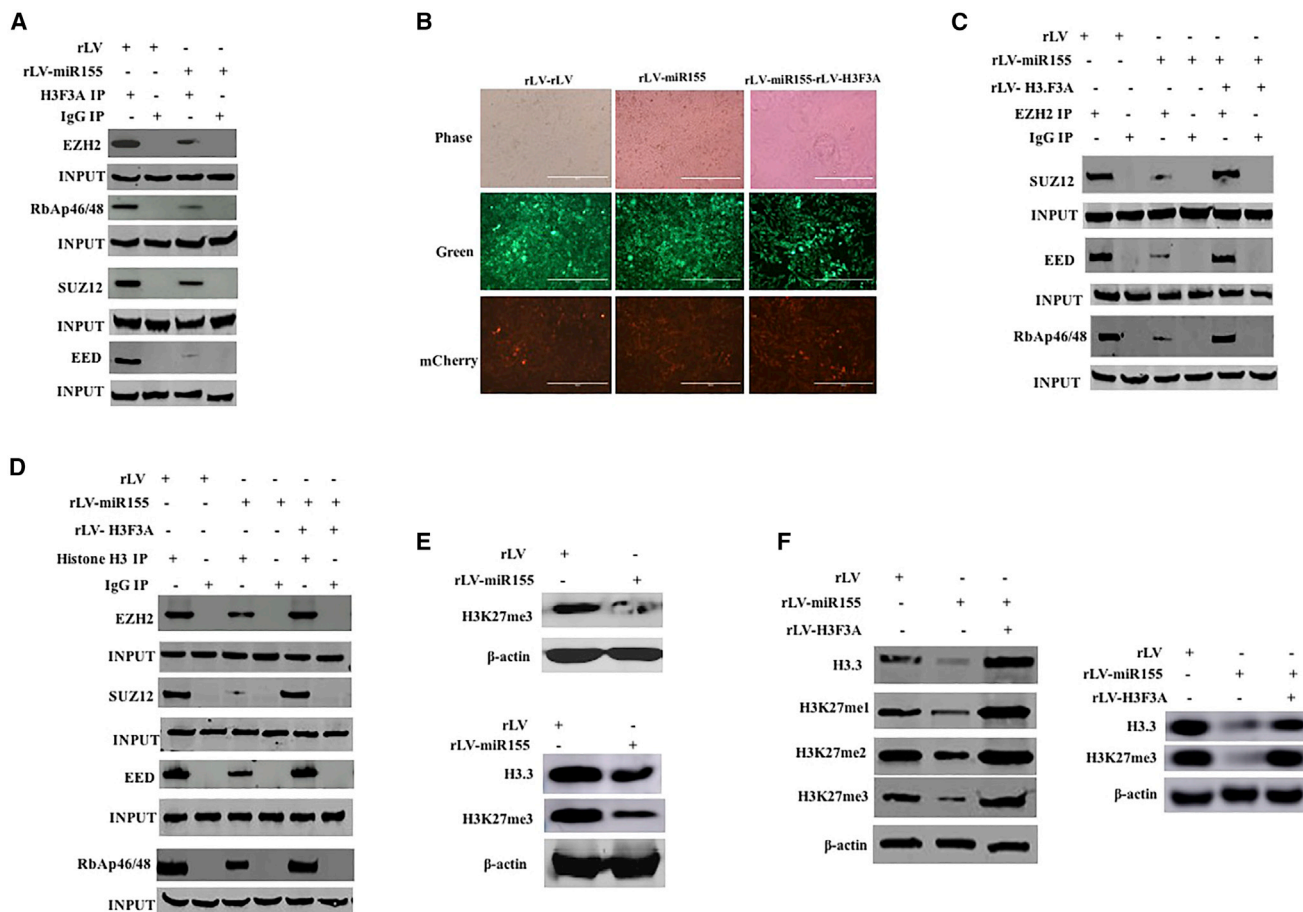 A
rLV + + - -
rLV-miR155 - - + +
H3F3A IP + - + -
IgG IP - + - +
EZH2
INPUT
RbAp46/48
INPUT
SUZ12
INPUT
EED
INPUT
B
rLV-rLV rLV-miR155 rLV-miR155-rLV-H3F3A
Phase
Green
mCherry
C
rLV + + - - - -
rLV-miR155 - - + + + +
rLV- H3.F3A - - - - + +
EZH2 IP + - + - + -
IgG IP - + - + - +
SUZ12
INPUT
EED
INPUT
RbAp46/48
INPUT
D
rLV + + - - - -
rLV-miR155 - - + + + +
rLV- H3F3A - - - - + +
Histone H3 IP + - + - + -
IgG IP - + - + - +
EZH2
INPUT
SUZ12
INPUT
EED
INPUT
RbAp46/48
INPUT
E
rLV + -
rLV-miR155 - +
H3K27me3
β-actin
rLV + -
rLV-miR155 - +
H3.3
H3K27me3
β-actin
F
rLV + - -
rLV-miR155 - + +
rLV-H3F3A - - +
H3.3
H3K27me1
H3K27me2
H3K27me3
β-actin
rLV + - -
rLV-miR155 - + +
rLV-H3F3A - - +
H3.3
H3K27me3
β-actin